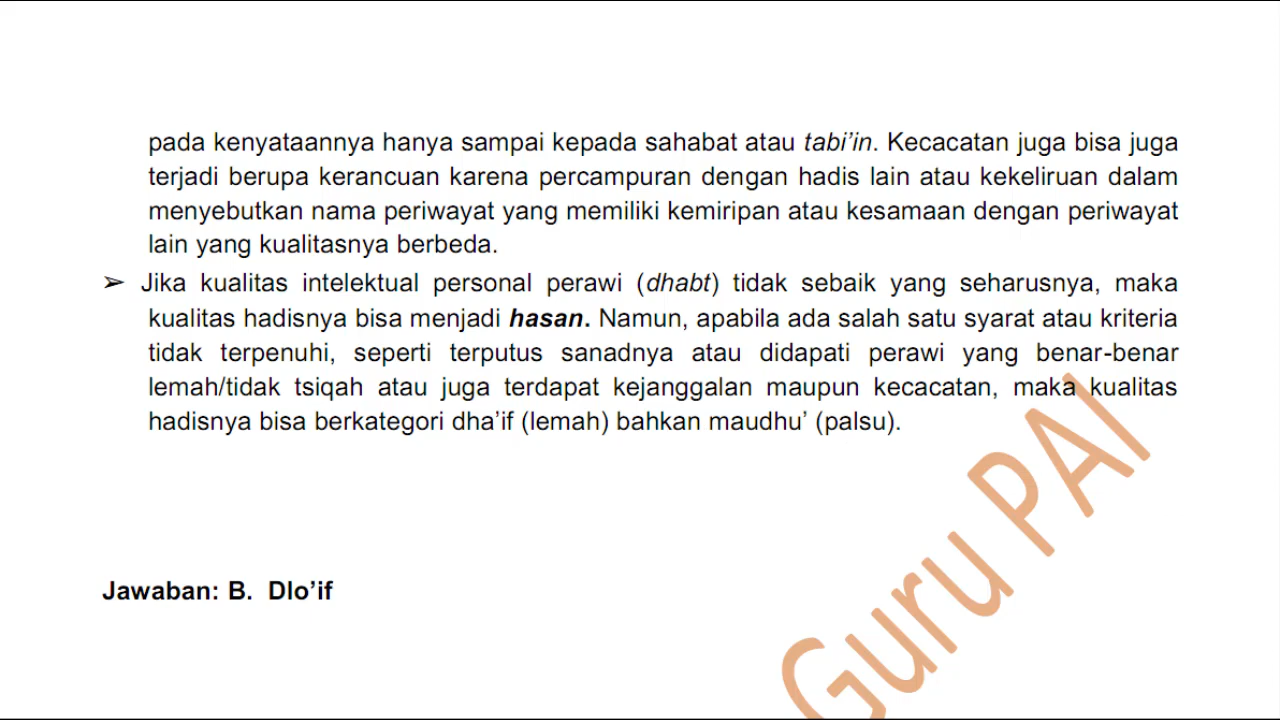 pada kenyataannya hanya sampai kepada sahabat atau tabi’in. Kecacatan juga bisa juga
terjadi berupa kerancuan karena percampuran dengan hadis lain atau kekeliruan dalam
menyebutkan nama periwayat yang memiliki kemiripan atau kesamaan dengan periwayat
lain yang kualitasnya berbeda.
➢ Jika kualitas intelektual personal perawi (dhabt) tidak sebaik yang seharusnya, maka
kualitas hadisnya bisa menjadi hasan. Namun, apabila ada salah satu syarat atau kriteria
tidak terpenuhi, seperti terputus sanadnya atau didapati perawi yang benar-benar
lemah/tidak tsiqah atau juga terdapat kejanggalan maupun kecacatan, maka kualitas
hadisnya bisa berkategori dha’if (lemah) bahkan maudhu’ (palsu).
Jawaban: B. Dlo’if
Guru PAI